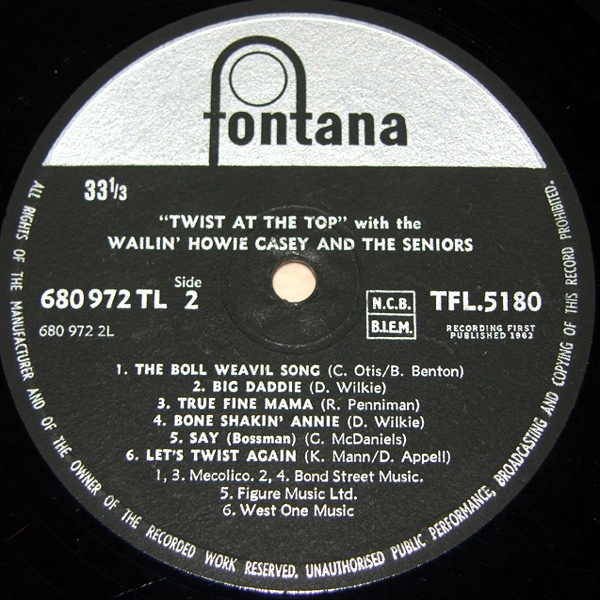 fontana
33 1/3
"TWIST AT THE TOP" with the
WAILIN' HOWIE CASEY AND THE SENIORS
680 972 TL Side 2
680 972 2L
N.C.B.
B.I.E.M.
TFL.5180
RECORDING FIRST
PUBLISHED 1962
1. THE BOLL WEAVIL SONG (C. Otis/B. Benton)
2. BIG DADDIE (D. Wilkie)
3. TRUE FINE MAMA (R. Penniman)
4. BONE SHAKIN' ANNIE (D. Wilkie)
5. SAY (Bossman) (G. McDaniels)
6. LET'S TWIST AGAIN (K. Mann/D. Appell)
1, 3. Mecolico. 2, 4. Bond Street Music.
5. Figure Music Ltd.
6. West One Music
ALL RIGHTS OF THE MANUFACTURER AND OF THE OWNER OF THE RECORDED WORK RESERVED. UNAUTHORISED PUBLIC PERFORMANCE, BROADCASTING AND COPYING OF THIS RECORD PROHIBITED.